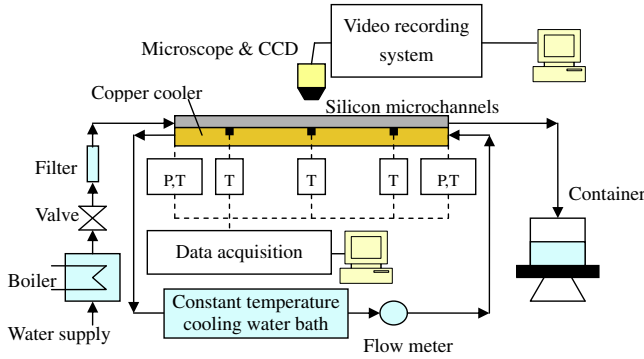 Video recording
system
Microscope & CCD
Copper cooler
Silicon microchannels
Filter
P,T
T
T
T
P,T
Container
Valve
Data acquisition
Boiler
Constant temperature
cooling water bath
Water supply
Flow meter